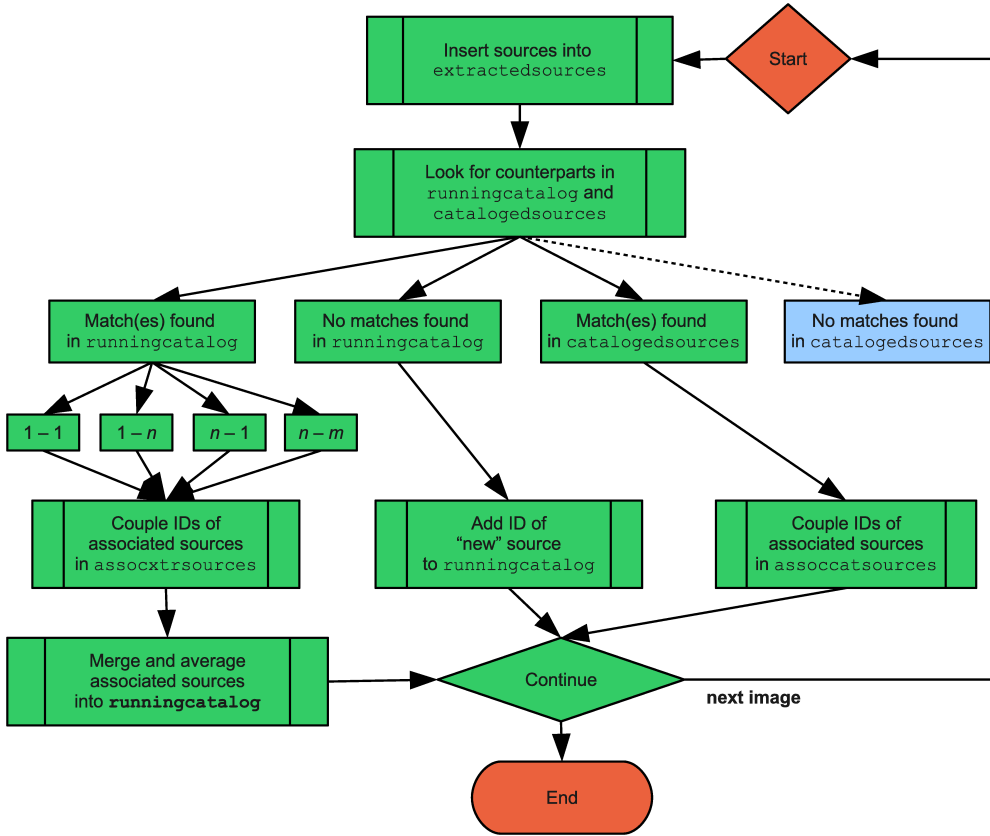 Insert sources into
extractedsources
Start
Look for counterparts in
runningcatalog and
catalogedsources
Match(es) found
in runningcatalog
No matches found
in runningcatalog
Match(es) found
in catalogedsources
No matches found
in catalogedsources
1 – 1
1 – n
n – 1
n – m
Couple IDs of
associated sources
in assocxtrsources
Add ID of
“new” source
to runningcatalog
Couple IDs of
associated sources
in assoccatsources
Merge and average
associated sources
into runningcatalog
Continue
next image
End